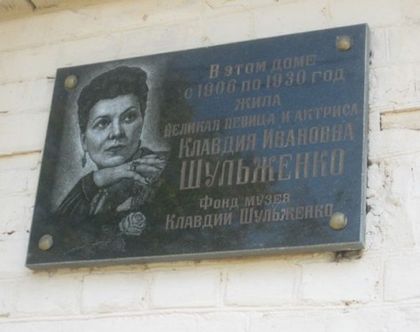 В этом доме
с 1906 по 1930 год
жила
великая певица и актриса
Клавдия Ивановна
Шульженко
Фонд музея
Клавдии Шульженко